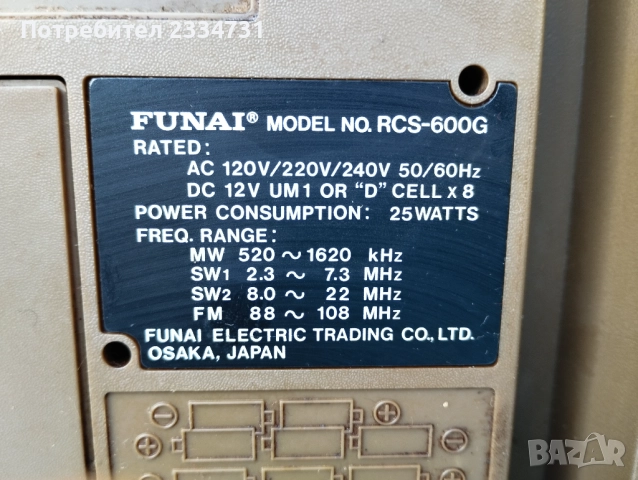 Потребител 2334731
FUNAI® MODEL NO. RCS-600G
RATED:
AC 120V/220V/240V 50/60Hz
DC 12V UM1 OR “D” CELL x 8
POWER CONSUMPTION: 25WATTS
FREQ. RANGE:
MW 520 ~ 1620 kHz
SW1 2.3 ~ 7.3 MHz
SW2 8.0 ~ 22 MHz
FM 88 ~ 108 MHz
FUNAI ELECTRIC TRADING CO., LTD.
OSAKA, JAPAN
BAZAR